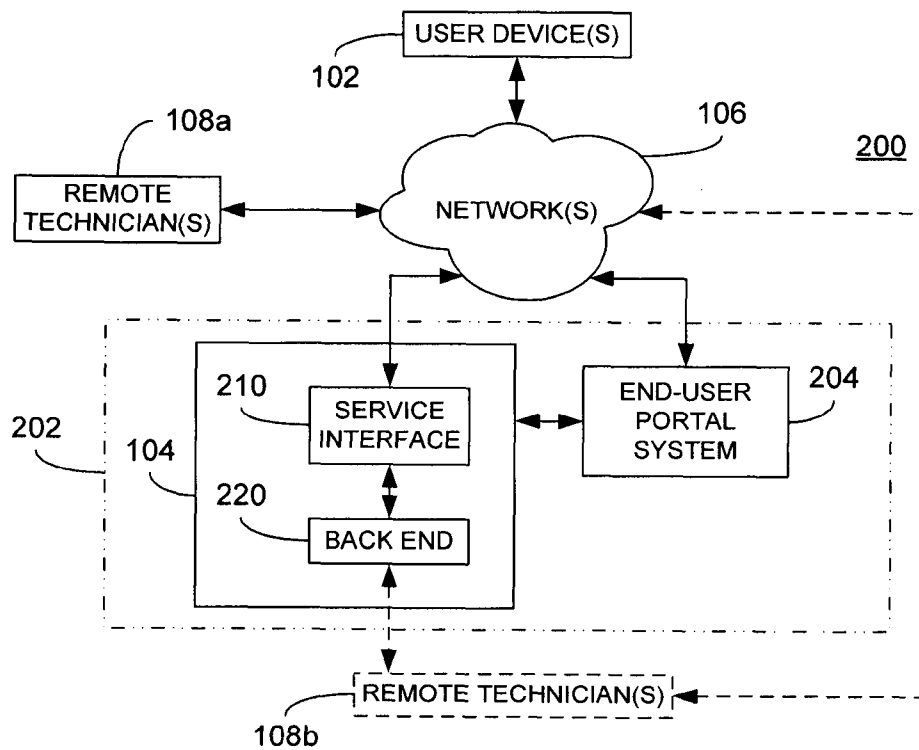 USER DEVICE(S)
102
108a
106
200
REMOTE
TECHNICIAN(S)
NETWORK(S)
210
SERVICE
INTERFACE
END-USER
PORTAL
SYSTEM
204
202
104
220
BACK END
REMOTE TECHNICIAN(S)
108b